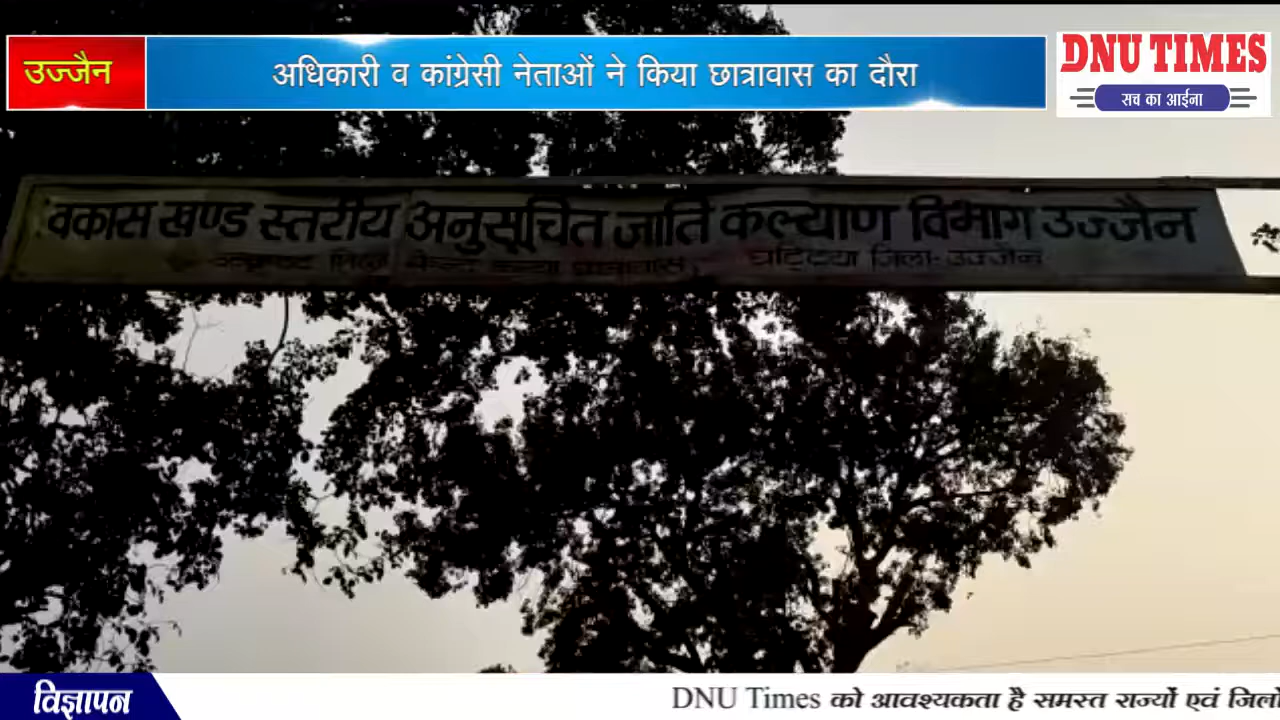 उज्जैन
अधिकारी व कांग्रेसी नेताओं ने किया छात्रावास का दौरा
DNU TIMES
सच का आईना
वकास खण्ड स्तरीय अनुसूचित जाति कल्याण विभाग उज्जैन
कन्या छात्रावास, घट्टिया जिला- उज्जैन
विज्ञापन
DNU Times को आवश्यकता है समस्त राज्यों एवं जिलो